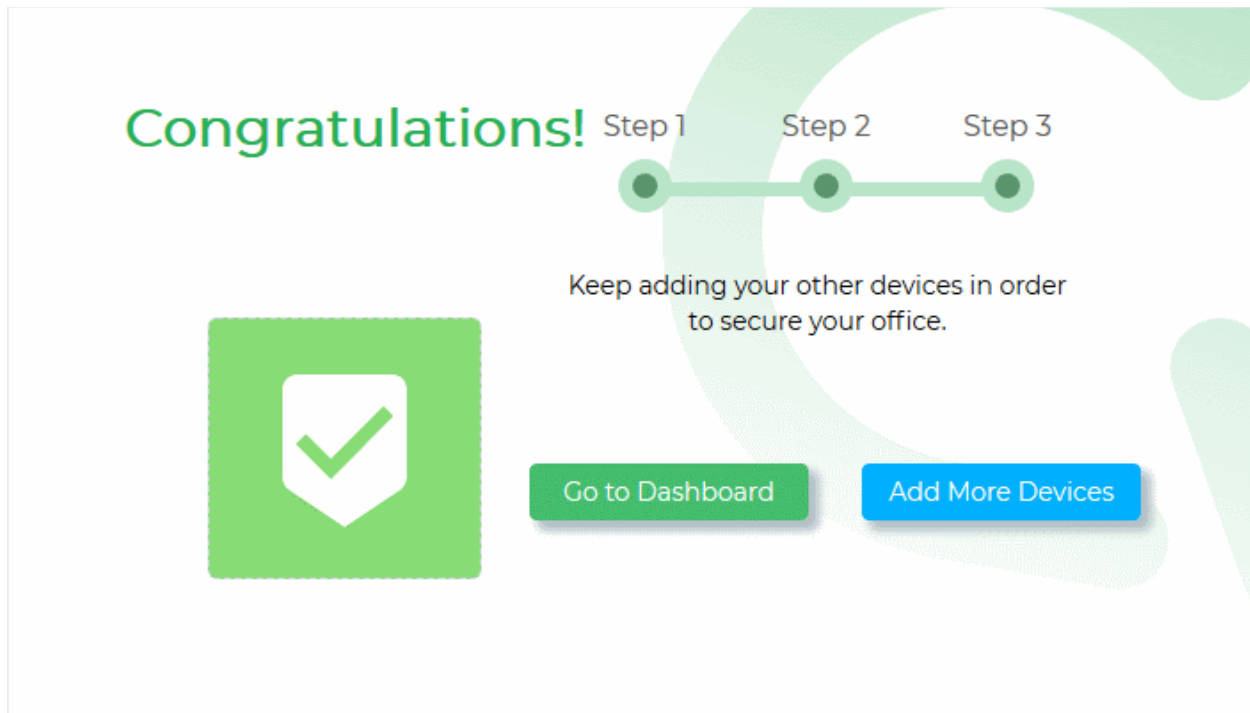 Congratulations!
Step 1 Step 2 Step 3
Keep adding your other devices in order
to secure your office.
Go to Dashboard
Add More Devices